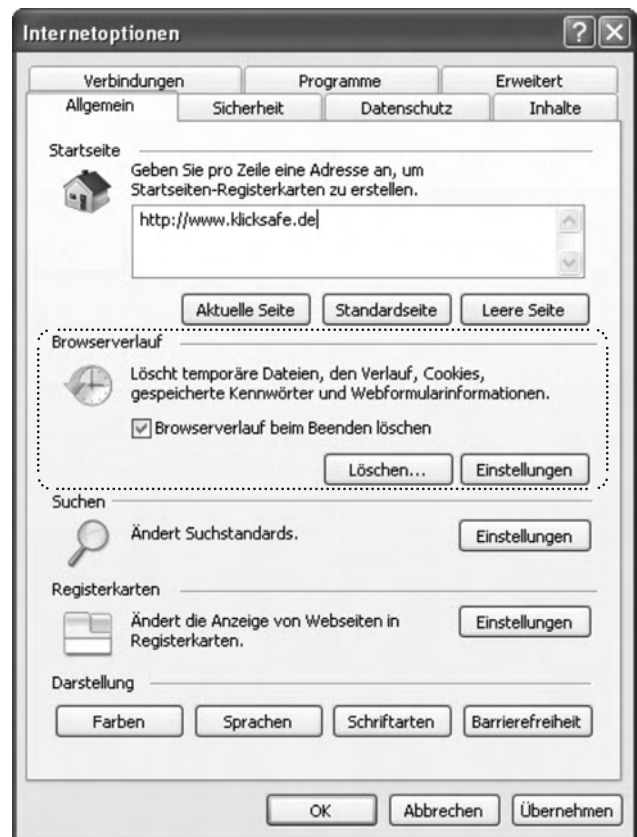 Internetoptionen
Verbindungen Programme Erweitert
Allgemein Sicherheit Datenschutz Inhalte
Startseite
Geben Sie pro Zeile eine Adresse an, um
Startseiten-Registerkarten zu erstellen.
http://www.klicksafe.de
Aktuelle Seite Standardseite Leere Seite
Browserverlauf
Löscht temporäre Dateien, den Verlauf, Cookies,
gespeicherte Kennwörter und Webformularinformationen.
Browserverlauf beim Beenden löschen
Löschen... Einstellungen
Suchen
Ändert Suchstandards. Einstellungen
Registerkarten
Ändert die Anzeige von Webseiten in Einstellungen
Registerkarten.
Darstellung
Farben Sprachen Schriftarten Barrierefreiheit
OK Abbrechen Übernehmen